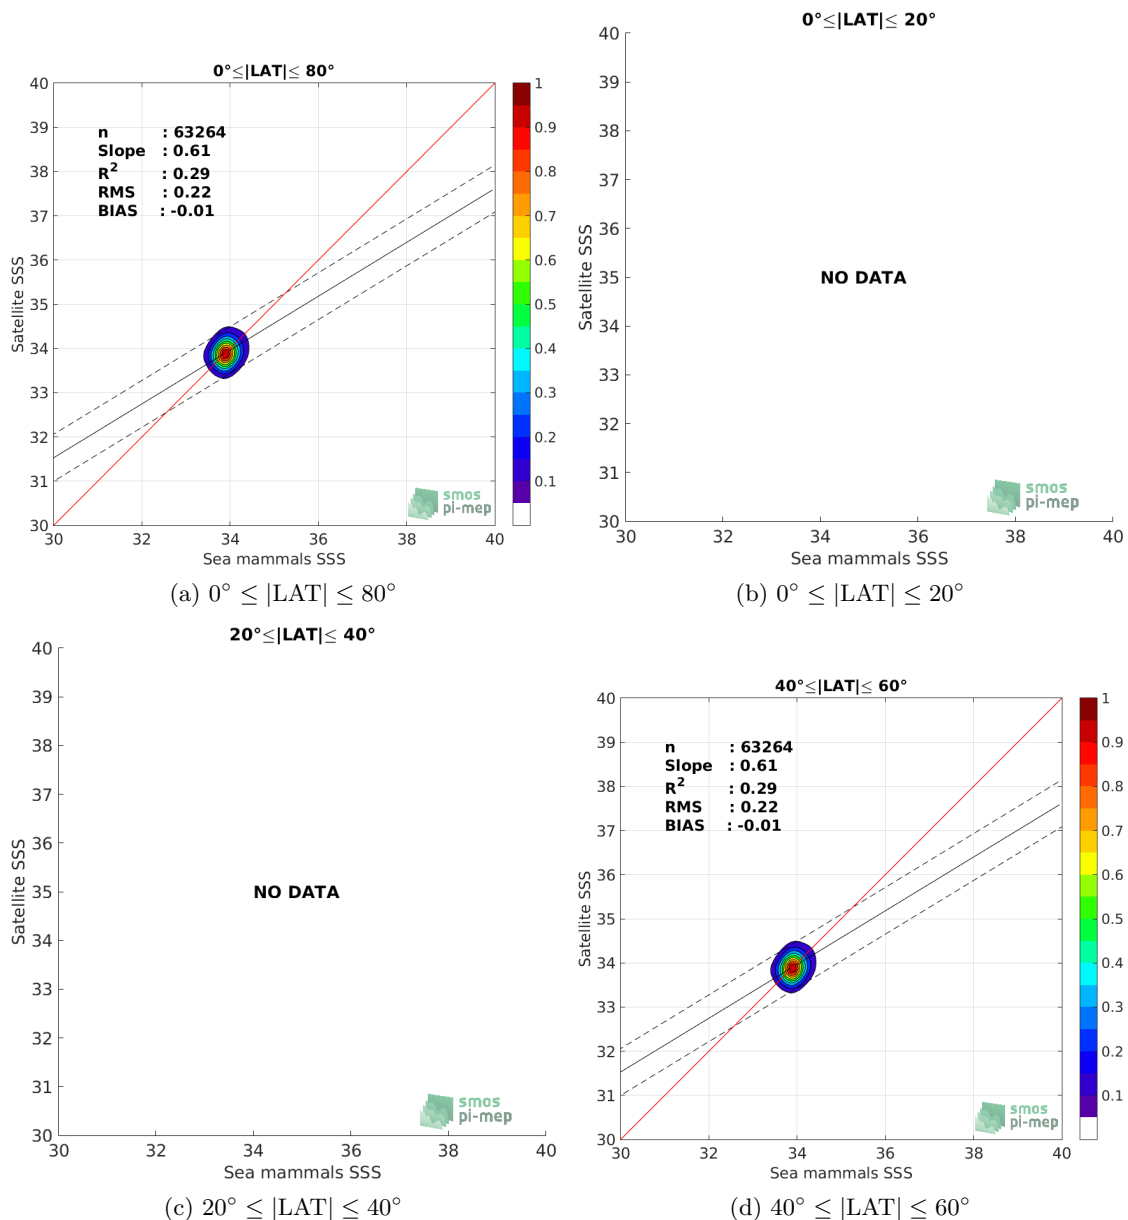 0°≤|LAT|≤ 80°
40
39
38
37
36
35
34
33
32
31
30
Satellite SSS
n : 63264
Slope : 0.61
R2 : 0.29
RMS : 0.22
BIAS : -0.01
smos
pi-mep
30 32 34 36 38 40
Sea mammals SSS
1
0.9
0.8
0.7
0.6
0.5
0.4
0.3
0.2
0.1
(a) 0° ≤ |LAT| ≤ 80°
0°≤|LAT|≤ 20°
40
39
38
37
36
35
34
33
32
31
30
Satellite SSS
NO DATA
smos
pi-mep
30 32 34 36 38 40
Sea mammals SSS
(b) 0° ≤ |LAT| ≤ 20°
20°≤|LAT|≤ 40°
40
39
38
37
36
35
34
33
32
31
30
Satellite SSS
NO DATA
smos
pi-mep
30 32 34 36 38 40
Sea mammals SSS
(c) 20° ≤ |LAT| ≤ 40°
40°≤|LAT|≤ 60°
40
39
38
37
36
35
34
33
32
31
30
Satellite SSS
n : 63264
Slope : 0.61
R2 : 0.29
RMS : 0.22
BIAS : -0.01
smos
pi-mep
30 32 34 36 38 40
Sea mammals SSS
1
0.9
0.8
0.7
0.6
0.5
0.4
0.3
0.2
0.1
(d) 40° ≤ |LAT| ≤ 60°